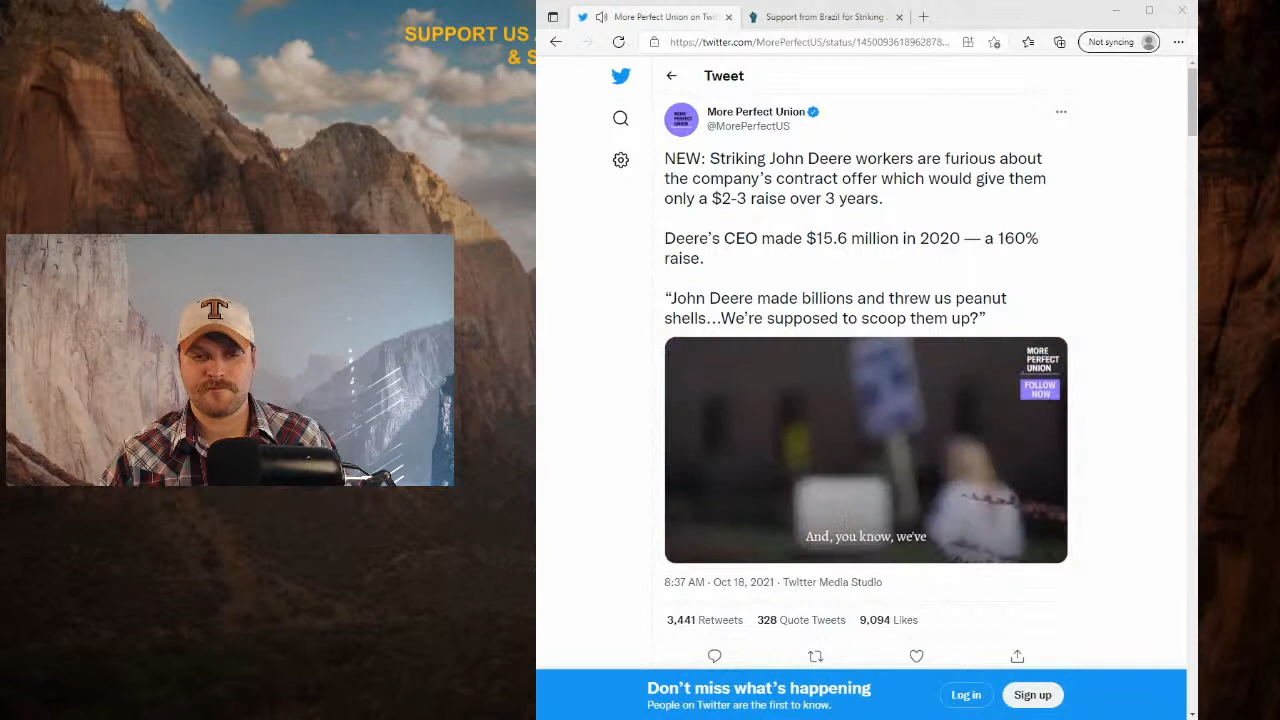 SUPPORT US
& S
More Perfect Union on Twi
Support from Brazil for Striking
https://twitter.com/MorePerfectUS/status/1450093618962878...
Not syncing
Tweet
MORE
PERFECT
UNION
More Perfect Union
@MorePerfectUS
NEW: Striking John Deere workers are furious about
the company's contract offer which would give them
only a $2-3 raise over 3 years.
Deere's CEO made $15.6 million in 2020 — a 160%
raise.
“John Deere made billions and threw us peanut
shells...We're supposed to scoop them up?”
MORE
PERFECT
UNION
FOLLOW
NOW
And, you know, we've
8:37 AM · Oct 18, 2021 · Twitter Media Studio
3,441 Retweets 328 Quote Tweets 9,094 Likes
Don't miss what's happening
People on Twitter are the first to know.
Log in
Sign up
T